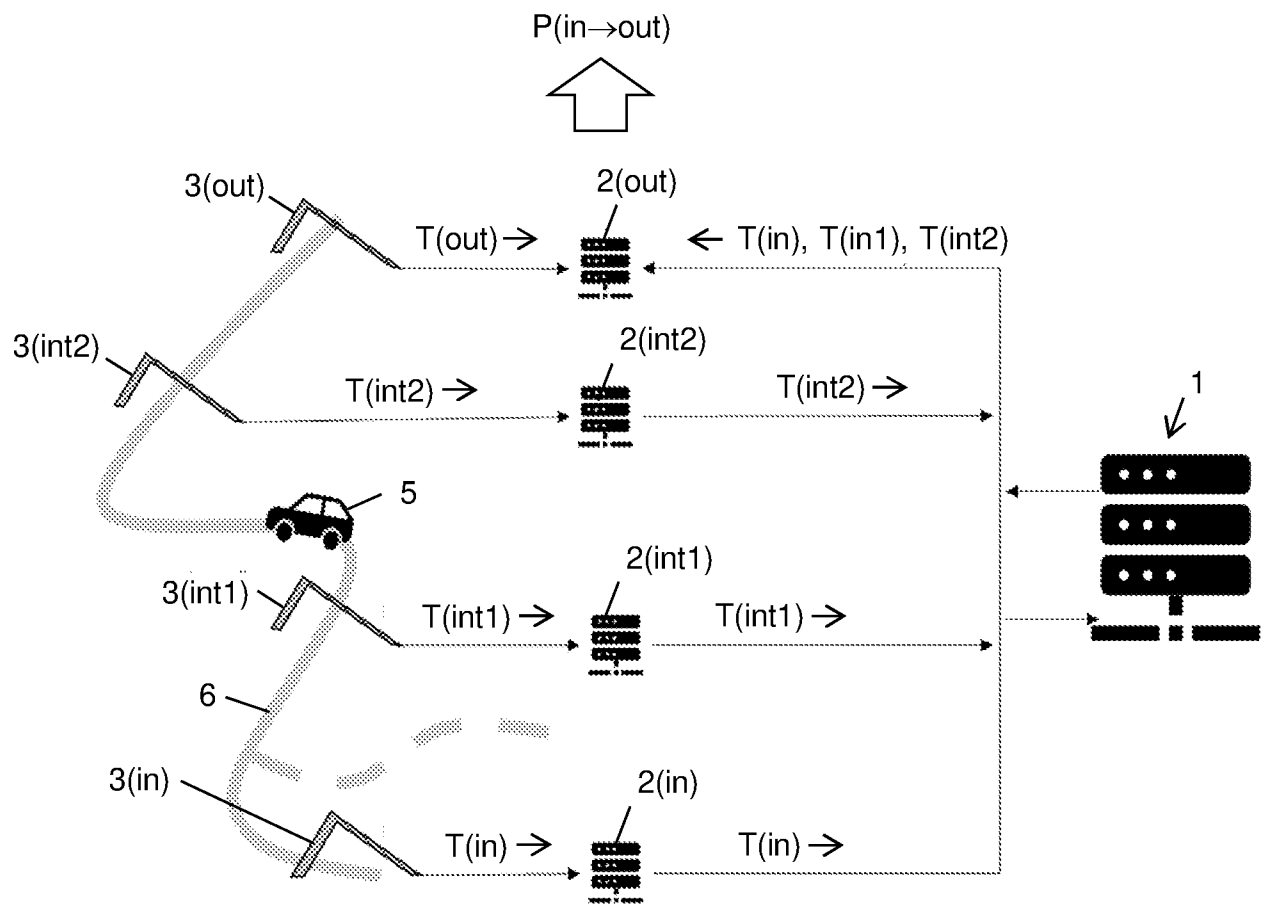 P(in→out)
3(out)
2(out)
T(out) →
← T(in), T(in1), T(int2)
3(int2)
2(int2)
T(int2) →
T(int2) →
1
5
2(int1)
3(int1)
T(int1) →
T(int1) →
6
3(in)
2(in)
T(in) →
T(in) →